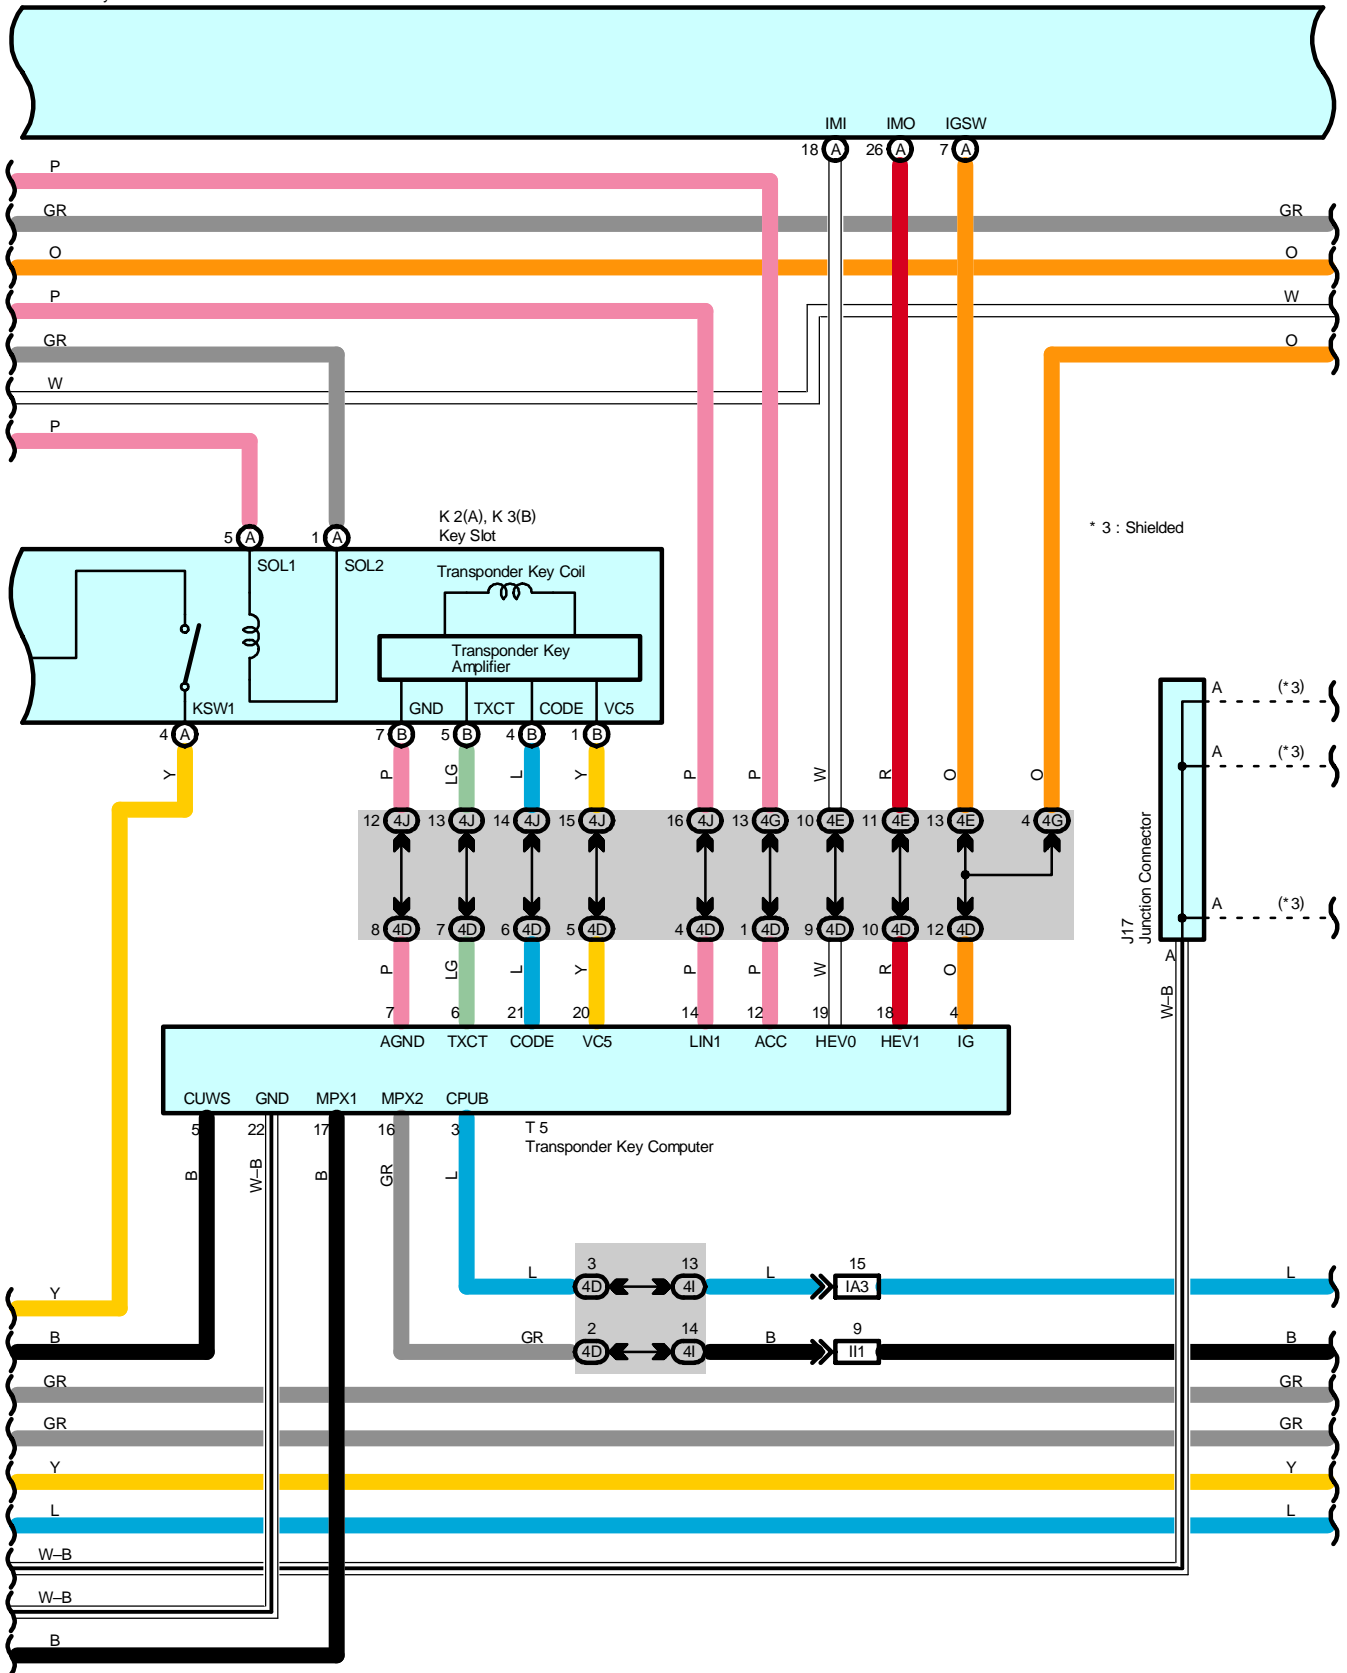 IMI IMO IGSW
18 A 26 A 7 A
P
GR GR
O O
P W
GR O
W
P
K 2(A), K 3(B)
Key Slot
* 3 : Shielded
5 A 1 A
SOL1 SOL2
Transponder Key Coil
Transponder Key
Amplifier
KSW1 GND TXCT CODE VC5
4 A 7 B 5 B 4 B 1 B
A (*3)
A (*3)
A (*3)
Y P LG L Y P P W R O O
12 4J 13 4J 14 4J 15 4J 16 4J 13 4G 10 4E 11 4E 13 4E 4 4G
8 4D 7 4D 6 4D 5 4D 4 4D 1 4D 9 4D 10 4D 12 4D
J17
Junction Connector
A
W–B
P LG L Y P P W R O
7 6 21 20 14 12 19 18 4
AGND TXCT CODE VC5 LIN1 ACC HEV0 HEV1 IG
CUWS GND MPX1 MPX2 CPUB
5 22 17 16 3
T 5
Transponder Key Computer
B W–B B GR L
3 13 15
L 4D 4I L IA3 L
Y
2 14 9
B GR 4D 4I B II1 B
GR GR
GR GR
Y Y
L L
W–B
W–B
B